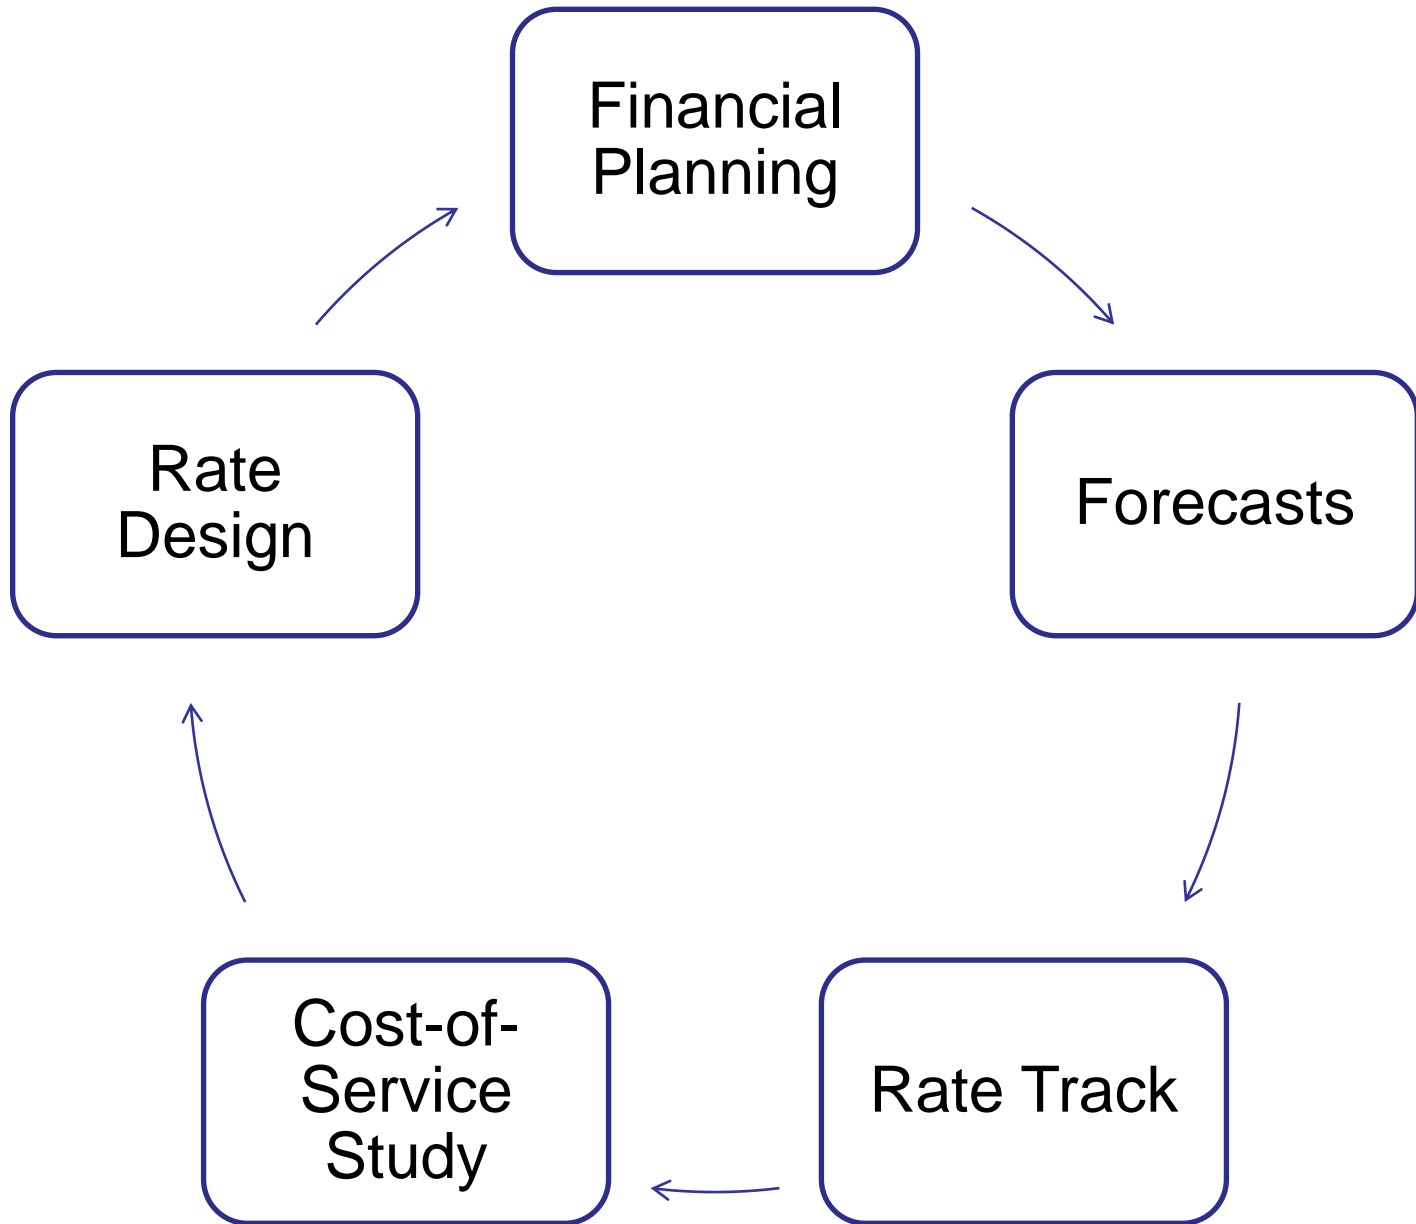 Financial
Planning
Forecasts
Rate Track
Cost-of-
Service
Study
Rate
Design